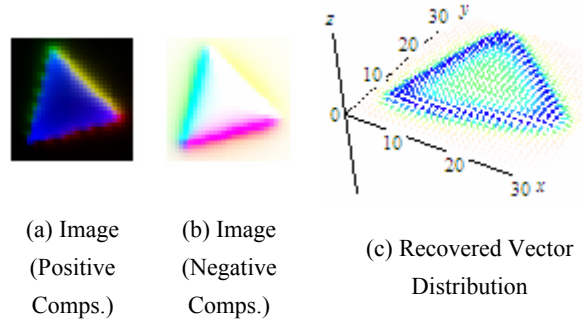 z
30 y
20
10
0
10
20
30 x
(a) Image
(Positive
Comps.)
(b) Image
(Negative
Comps.)
(c) Recovered Vector
Distribution